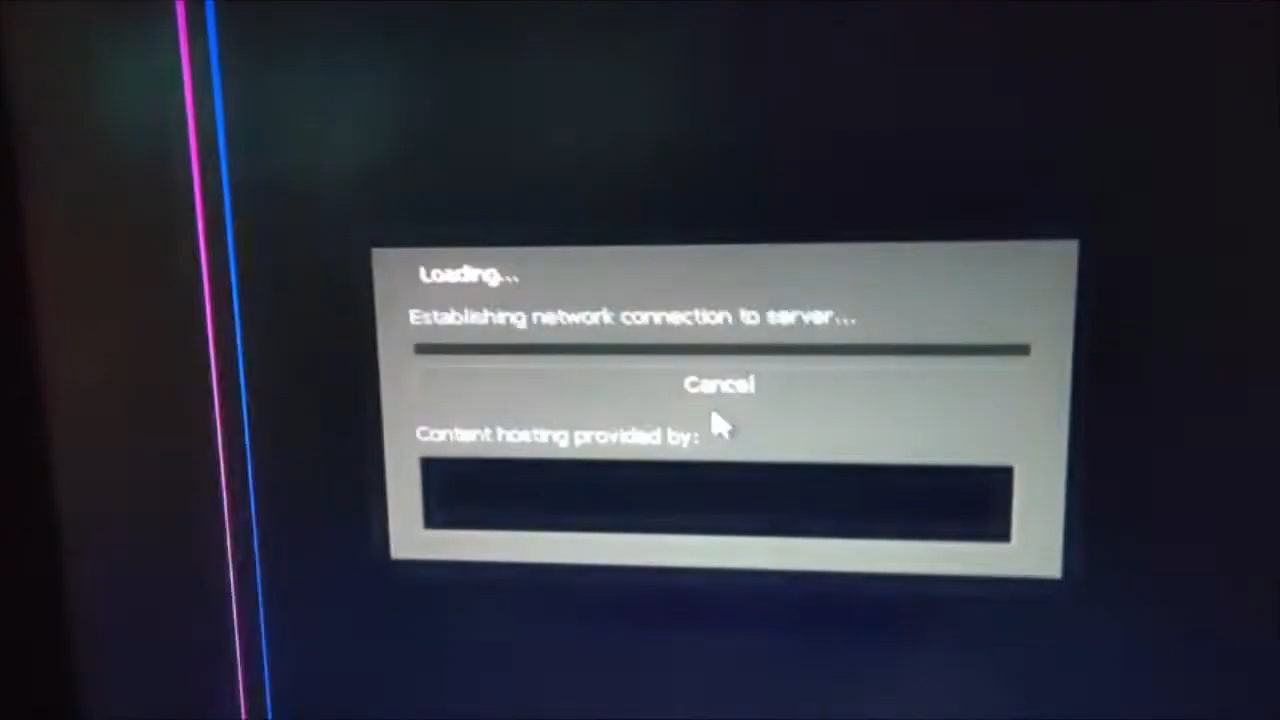 Loading...
Establishing network connection to server...
Cancel
Content hosting provided by: